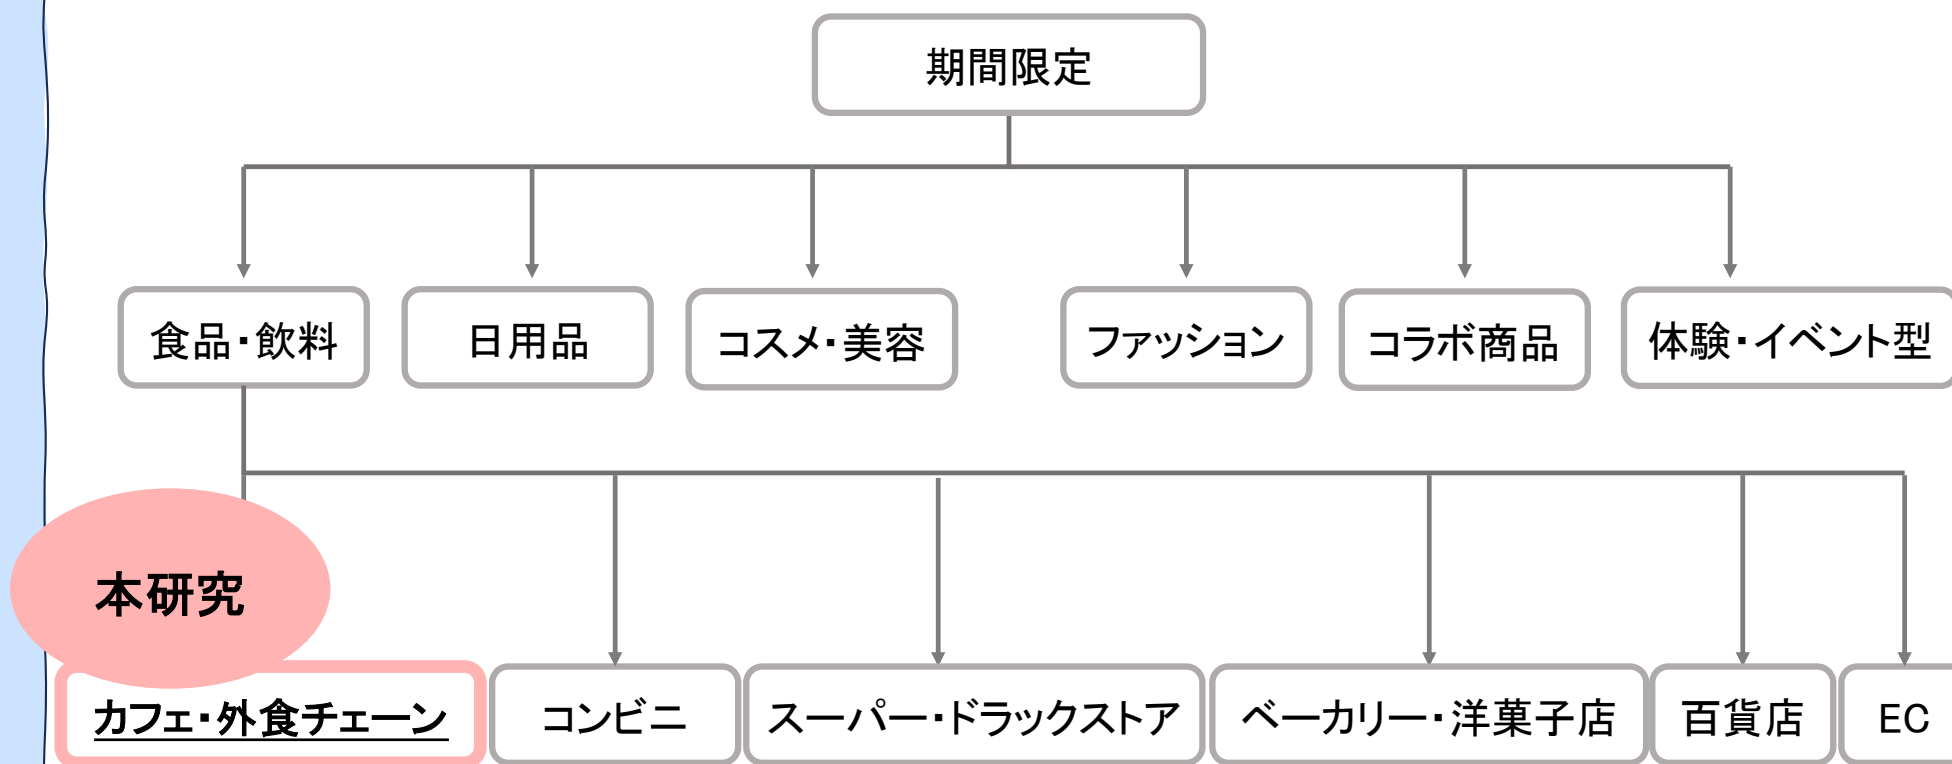 期間限定
食品・飲料
日用品
コスメ・美容
ファッション
コラボ商品
体験・イベント型
本研究
カフェ・外食チェーン
コンビニ
スーパー・ドラックストア
ベーカリー・洋菓子店
百貨店
EC